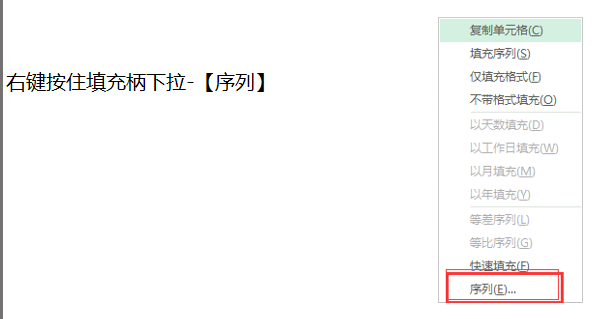 复制单元格(C)
填充序列(S)
仅填充格式(F)
右键按住填充柄下拉-【序列】
不带格式填充(O)
以天数填充(D)
以工作日填充(W)
以月填充(M)
以年填充(Y)
等差序列(L)
等比序列(G)
快速填充(F)
序列(E)...